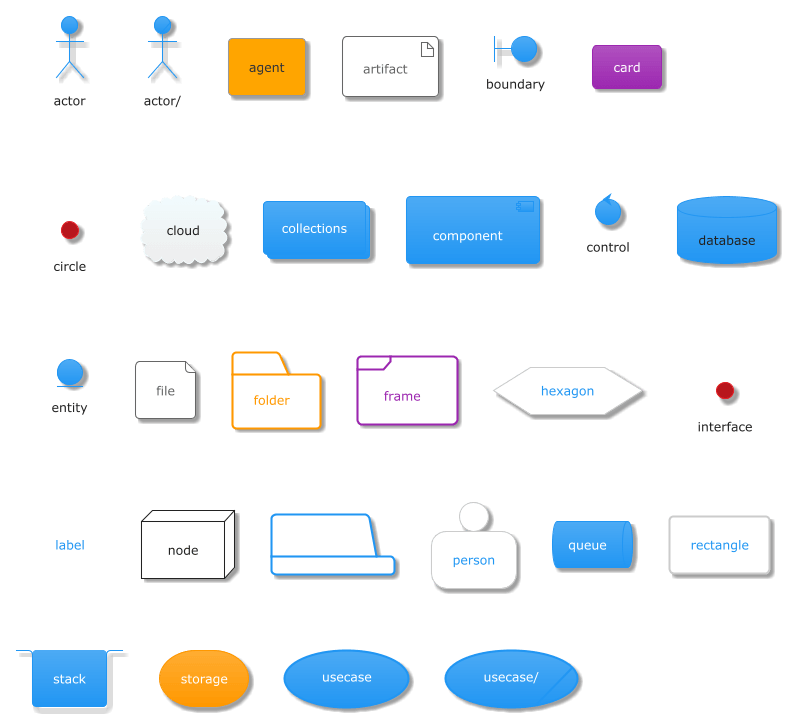 actor
actor/
agent
artifact
boundary
card
circle
cloud
collections
component
control
database
entity
file
folder
frame
hexagon
interface
label
node
person
queue
rectangle
stack
storage
usecase
usecase/